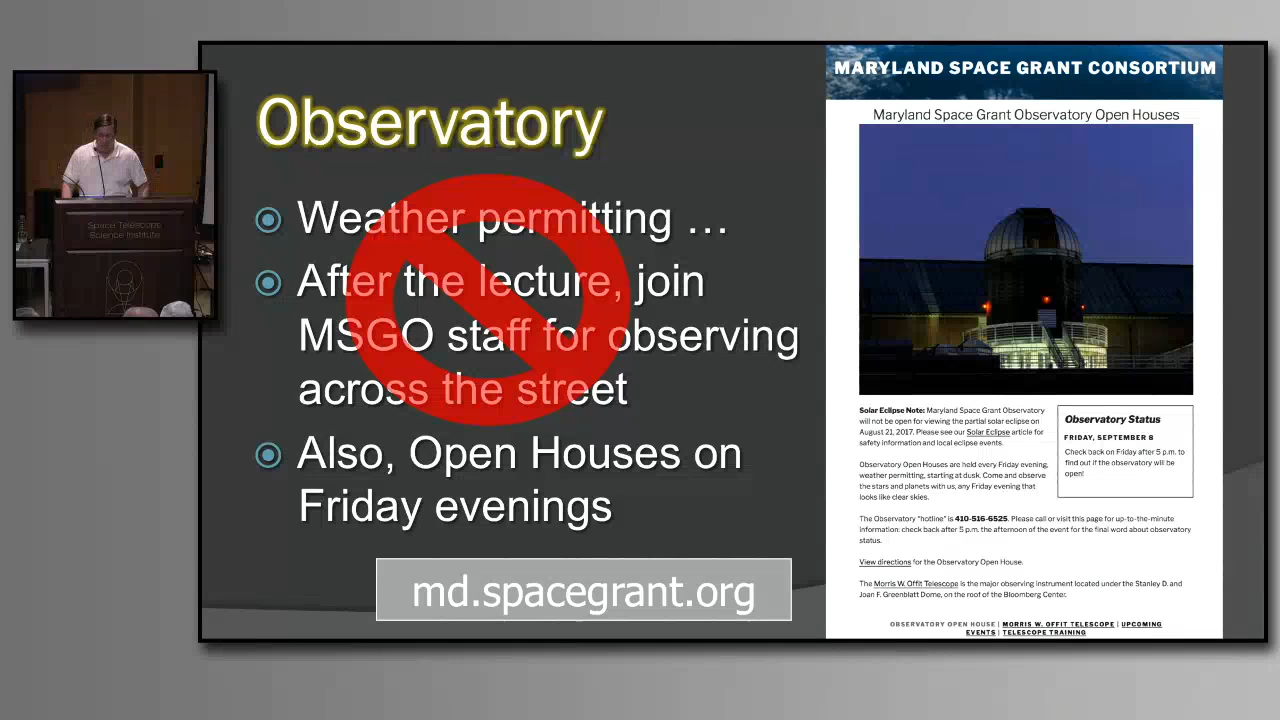 Space Telescope
Science Institute
Observatory
Weather permitting …
After the lecture, join
MSGO staff for observing
across the street
Also, Open Houses on
Friday evenings
md.spacegrant.org
MARYLAND SPACE GRANT CONSORTIUM
Maryland Space Grant Observatory Open Houses
Solar Eclipse Note: Maryland Space Grant Observatory
will not be open for viewing the partial solar eclipse on
August 21, 2017. Please see our Solar Eclipse article for
safety information and local eclipse events.
Observatory Open Houses are held every Friday evening,
weather permitting, starting at dusk. Come and observe
the stars and planets with us, any Friday evening that
looks like clear skies.
Observatory Status
FRIDAY, SEPTEMBER 8
Check back on Friday after 5 p.m. to
find out if the observatory will be
open!
The Observatory "hotline" is 410-516-6525. Please call or visit this page for up-to-the-minute
information: check back after 5 p.m. the afternoon of the event for the final word about observatory
status.
View directions for the Observatory Open House.
The Morris W. Offit Telescope is the major observing instrument located under the Stanley D. and
Joan F. Greenblatt Dome, on the roof of the Bloomberg Center.
OBSERVATORY OPEN HOUSE | MORRIS W. OFFIT TELESCOPE | UPCOMING
EVENTS | TELESCOPE TRAINING